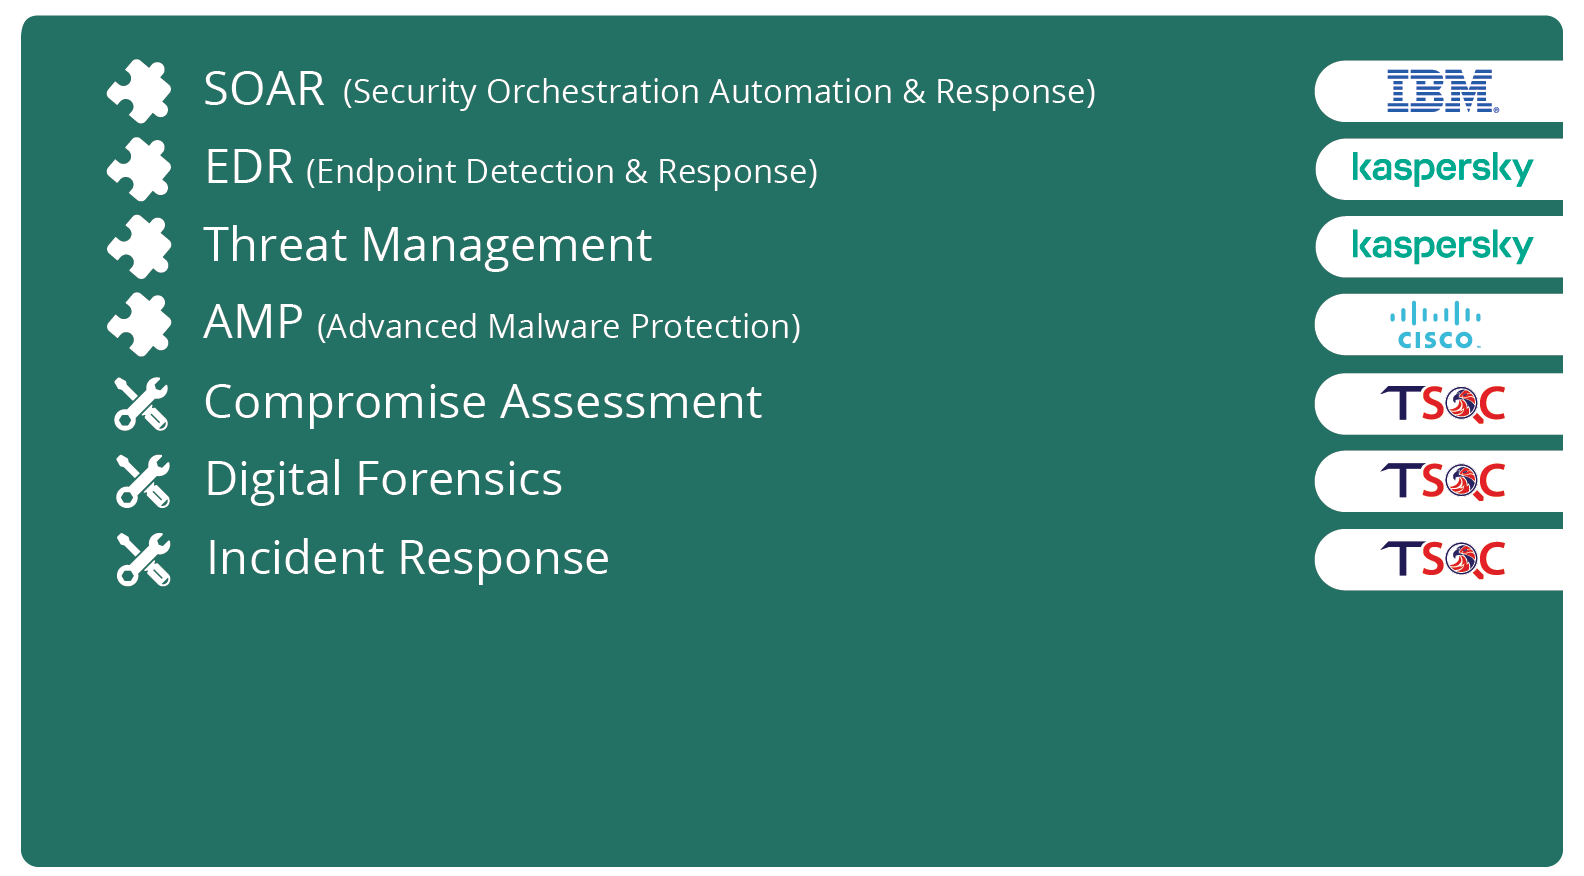 SOAR (Security Orchestration Automation & Response) IBM®
EDR (Endpoint Detection & Response) kaspersky
Threat Management kaspersky
AMP (Advanced Malware Protection) CISCO™
Compromise Assessment TSOC
Digital Forensics TSOC
Incident Response TSOC